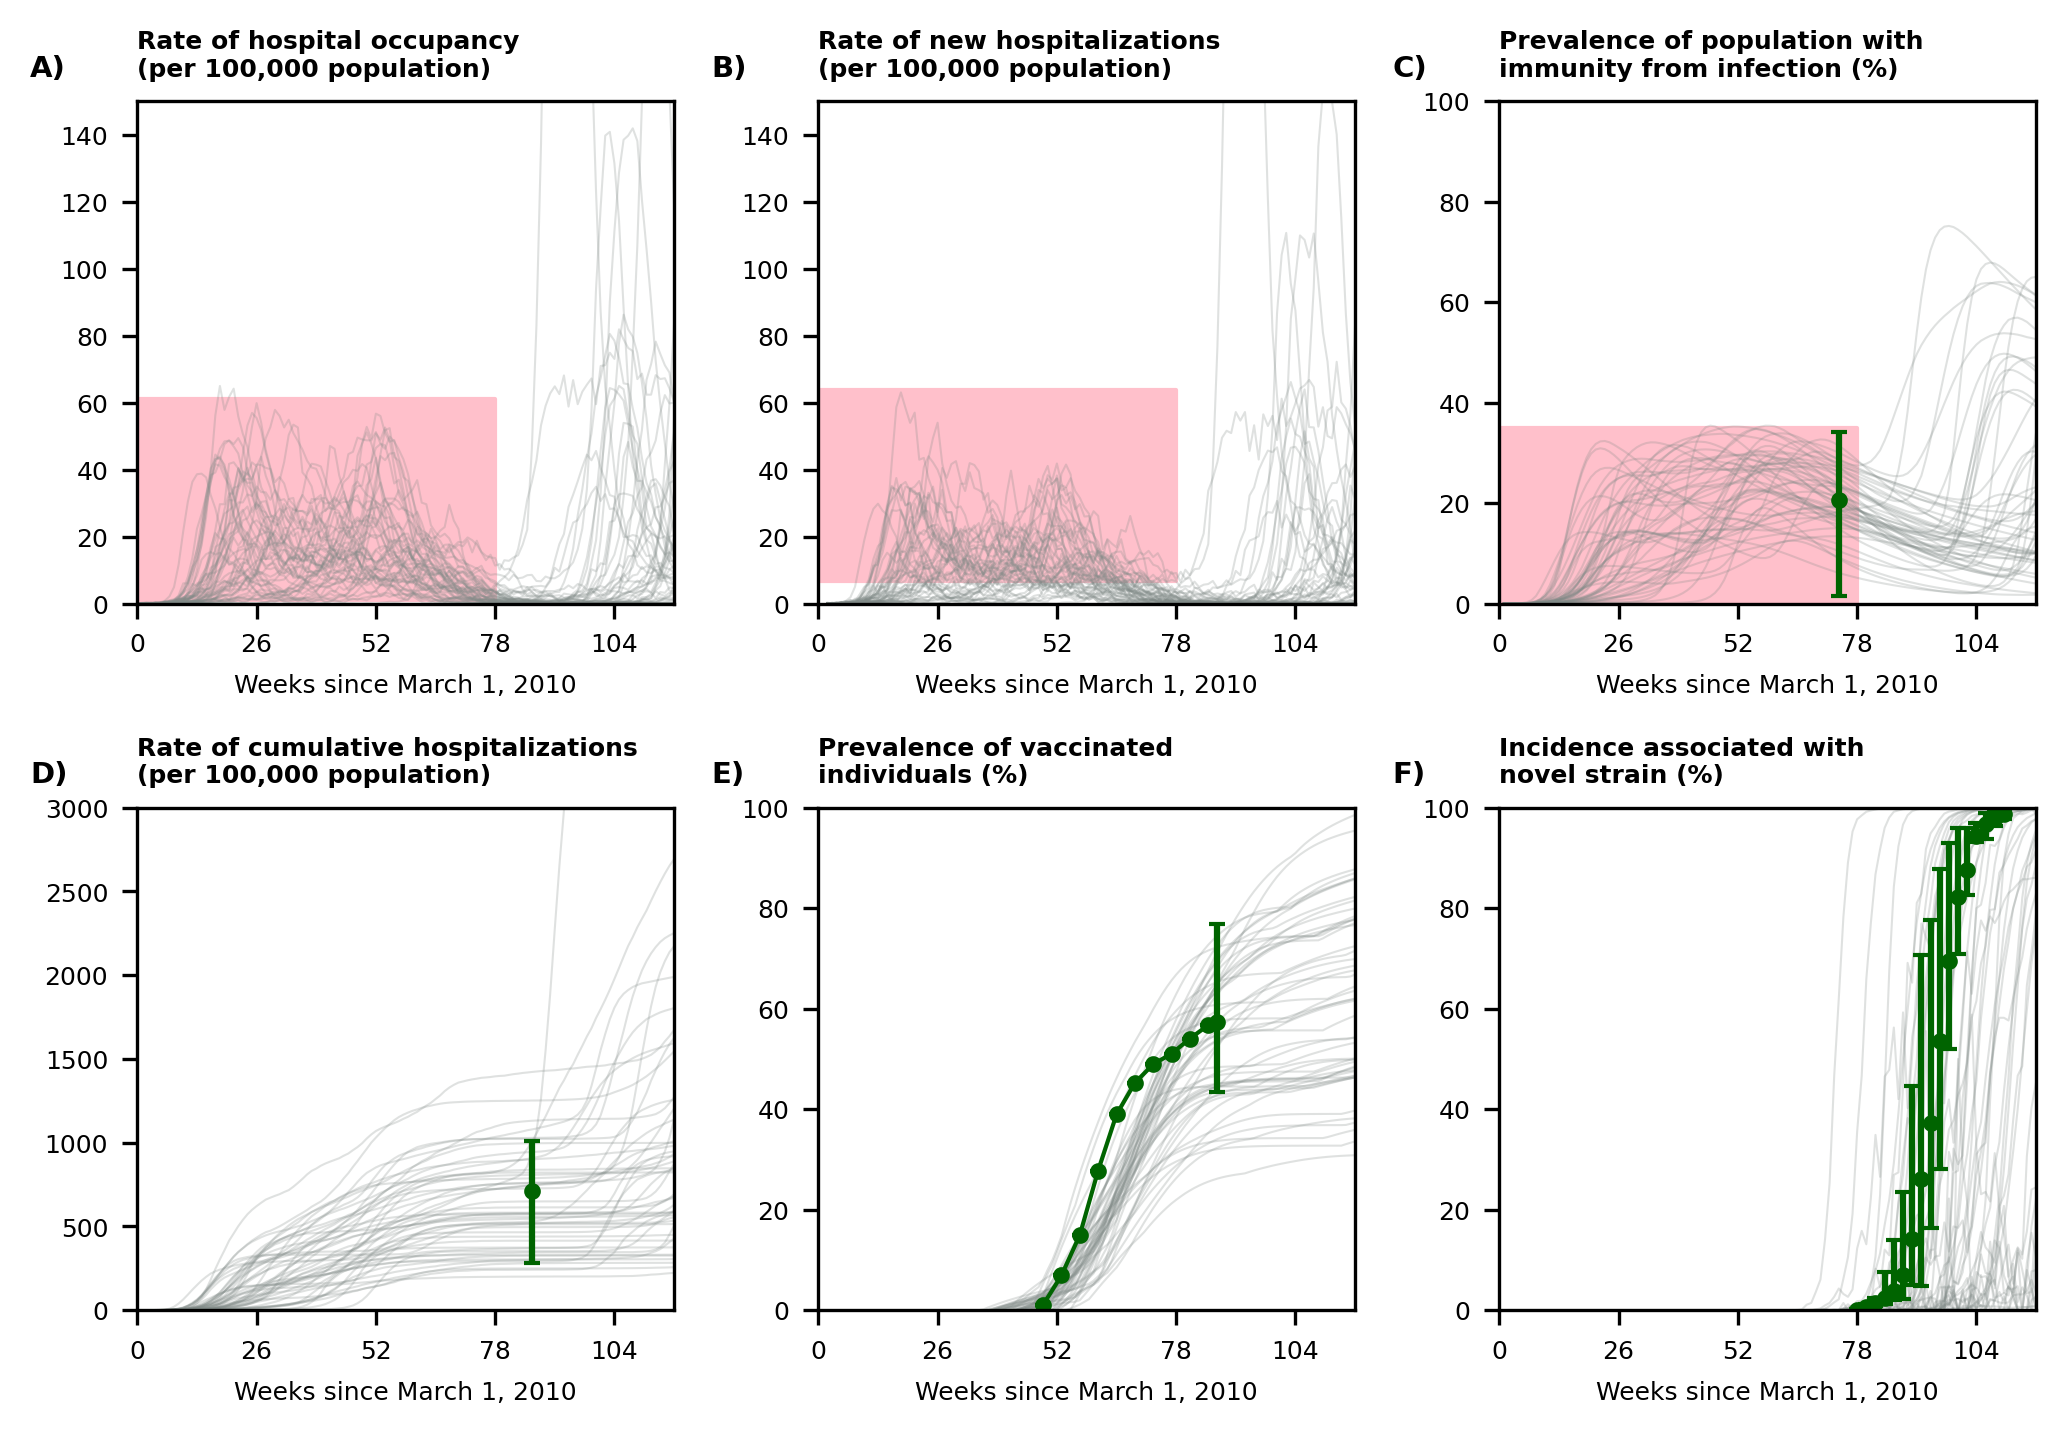 A)
Rate of hospital occupancy
(per 100,000 population)
140
120
100
80
60
40
20
0
0 26 52 78 104
Weeks since March 1, 2010
B)
Rate of new hospitalizations
(per 100,000 population)
140
120
100
80
60
40
20
0
0 26 52 78 104
Weeks since March 1, 2010
C)
Prevalence of population with
immunity from infection (%)
100
80
60
40
20
0
0 26 52 78 104
Weeks since March 1, 2010
D)
Rate of cumulative hospitalizations
(per 100,000 population)
3000
2500
2000
1500
1000
500
0
0 26 52 78 104
Weeks since March 1, 2010
E)
Prevalence of vaccinated
individuals (%)
100
80
60
40
20
0
0 26 52 78 104
Weeks since March 1, 2010
F)
Incidence associated with
novel strain (%)
100
80
60
40
20
0
0 26 52 78 104
Weeks since March 1, 2010